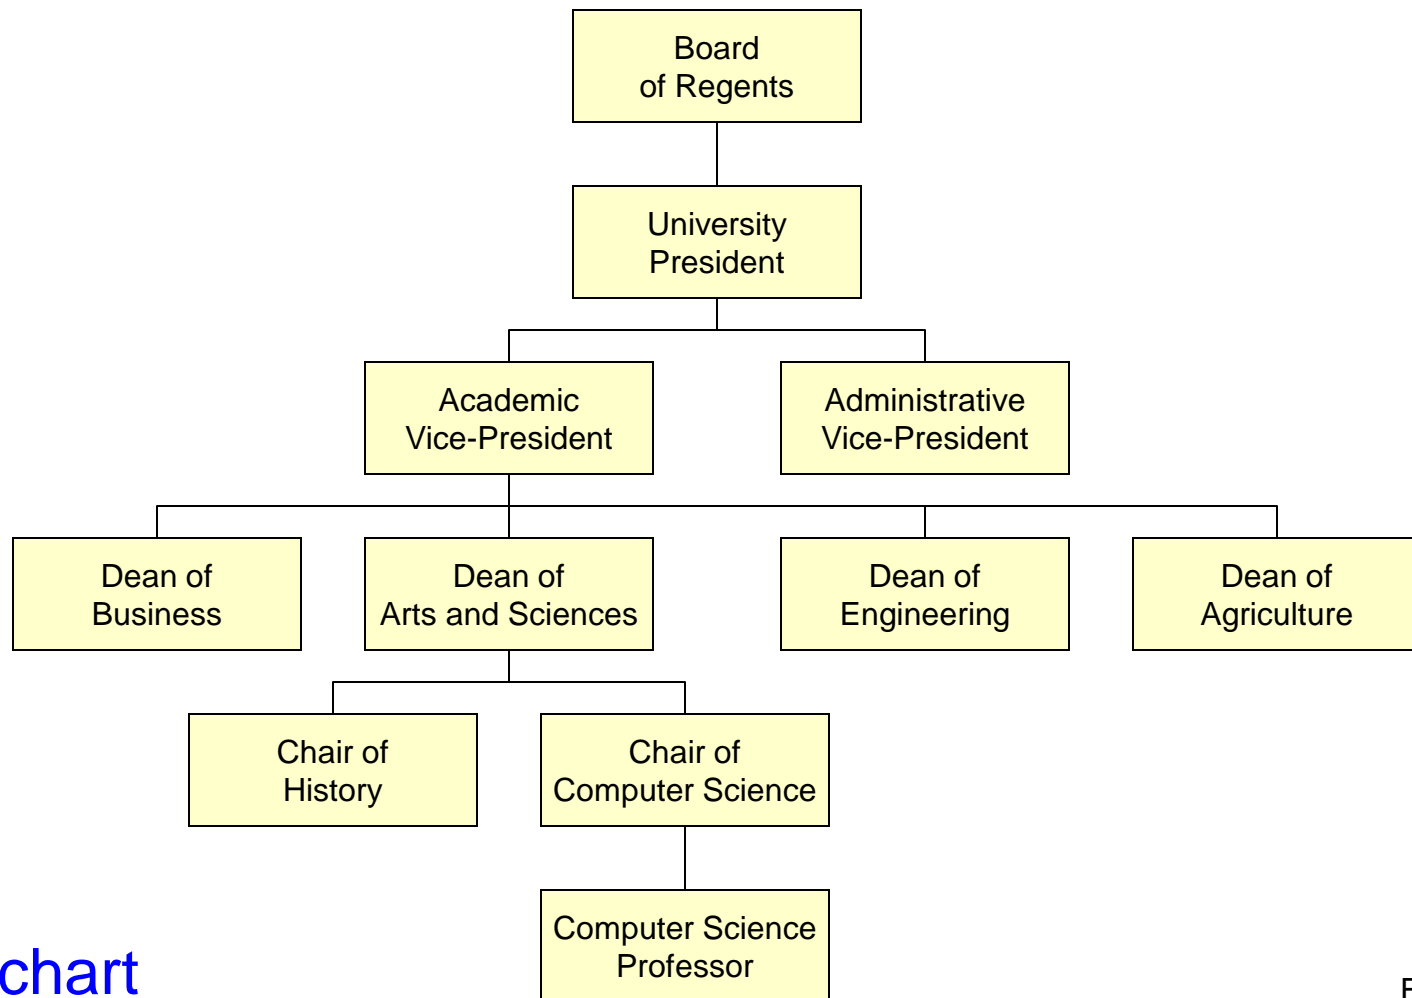 Board
of Regents
University
President
Academic
Vice-President
Administrative
Vice-President
Dean of
Business
Dean of
Arts and Sciences
Dean of
Engineering
Dean of
Agriculture
Chair of
History
Chair of
Computer Science
Computer Science
Professor
chart